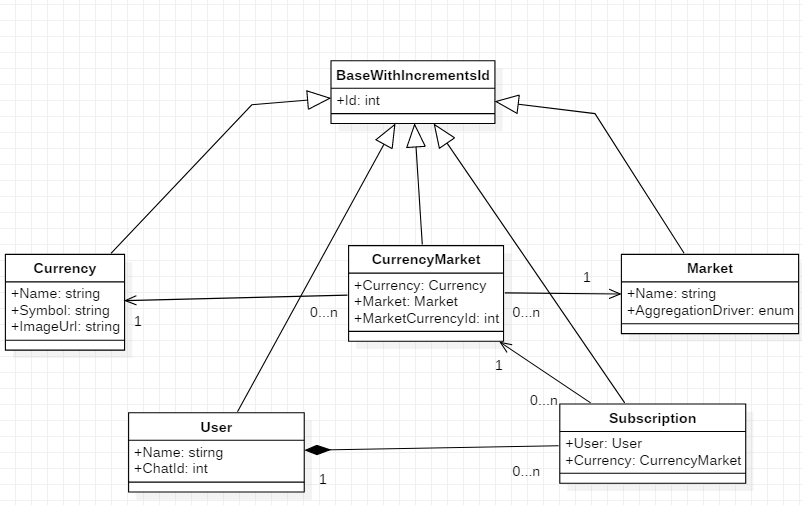 BaseWithIncrementsId
+Id: int
Currency
+Name: string
+Symbol: string
+ImageUrl: string
CurrencyMarket
+Currency: Currency
+Market: Market
+MarketCurrencyId: int
Market
+Name: string
+AggregationDriver: enum
1
0...n
0...n
1
1
0...n
User
+Name: stirng
+ChatId: int
Subscription
+User: User
+Currency: CurrencyMarket
1
0...n